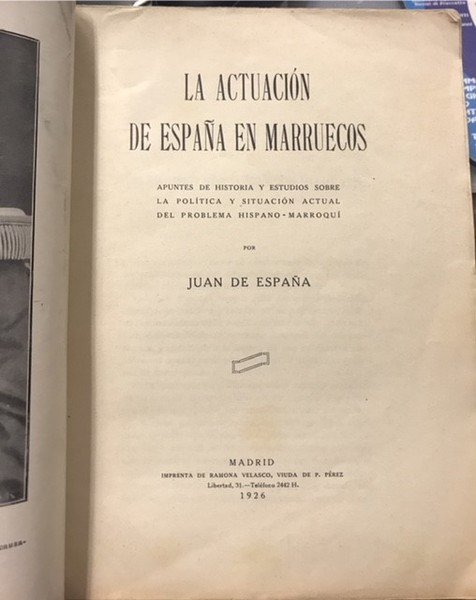 LA ACTUACIÓN
DE ESPAÑA EN MARRUECOS
APUNTES DE HISTORIA Y ESTUDIOS SOBRE
LA POLÍTICA Y SITUACIÓN ACTUAL
DEL PROBLEMA HISPANO-MARROQUÍ
POR
JUAN DE ESPAÑA
MADRID
IMPRENTA DE RAMONA VELASCO, VIUDA DE P. PÉREZ
Libertad, 31.—Teléfono 2442 H.
1926